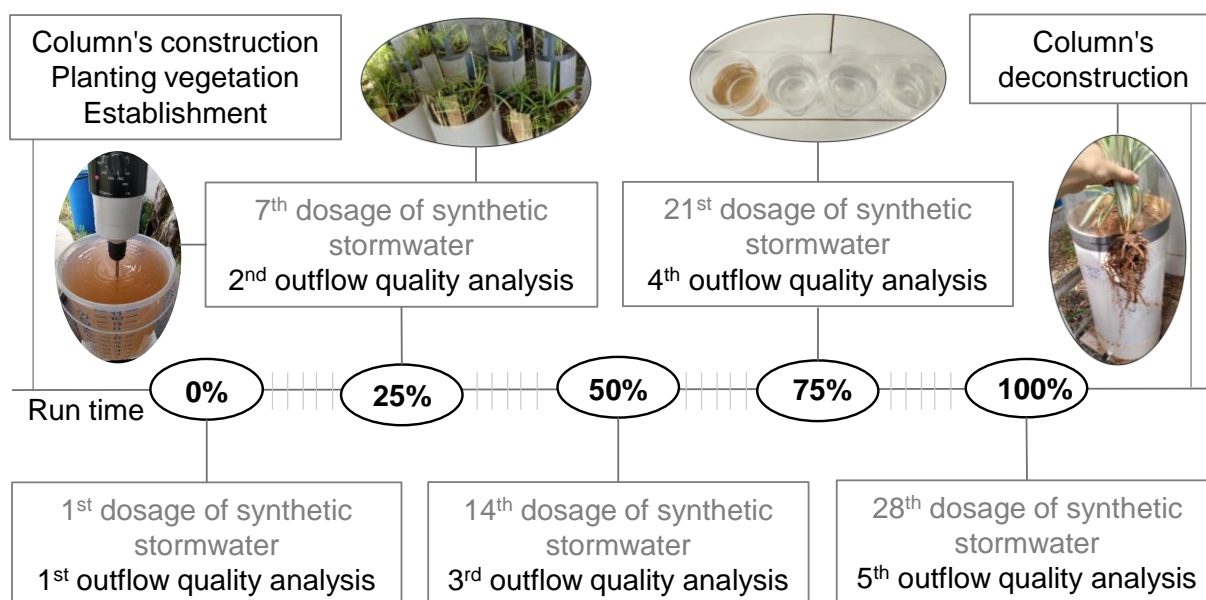 Column's construction
Planting vegetation
Establishment
Column's
deconstruction
7th dosage of synthetic
stormwater
2nd outflow quality analysis
21st dosage of synthetic
stormwater
4th outflow quality analysis
0%
25%
50%
75%
100%
Run time
1st dosage of synthetic
stormwater
1st outflow quality analysis
14th dosage of synthetic
stormwater
3rd outflow quality analysis
28th dosage of synthetic
stormwater
5th outflow quality analysis